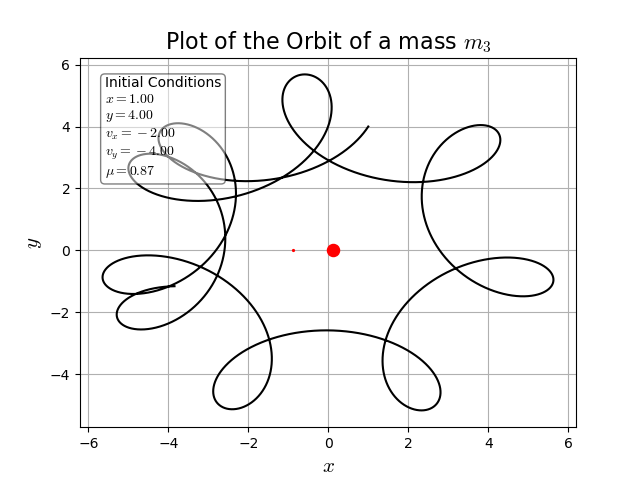 Plot of the Orbit of a mass m₃
Initial Conditions
x = 1.00
y = 4.00
vₓ = −2.00
v_y = −4.00
μ = 0.87
6
4
2
0
−2
−4
y
−6
−4
−2
0
2
4
6
x